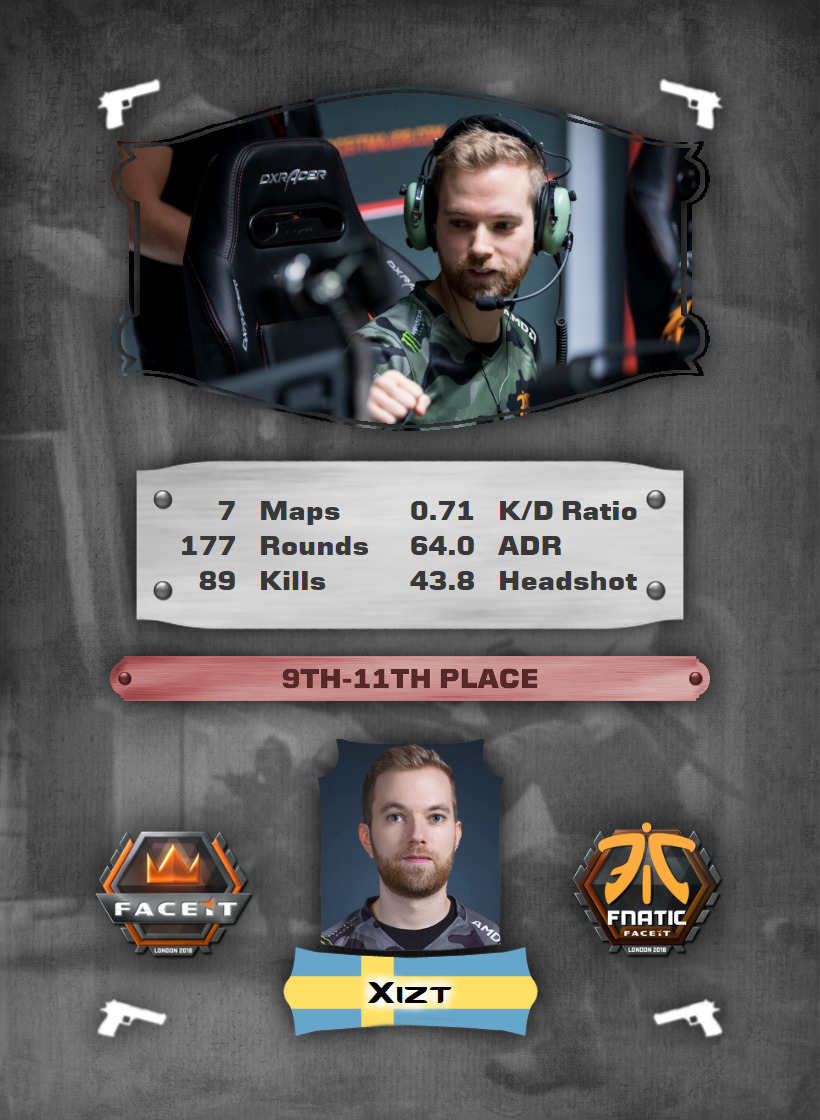 DXRACER
7 Maps 0.71 K/D Ratio
177 Rounds 64.0 ADR
89 Kills 43.8 Headshot
9TH-11TH PLACE
AMD
FACEIT
LONDON 2018
FNATIC
FACEIT
LONDON 2018
XIZT